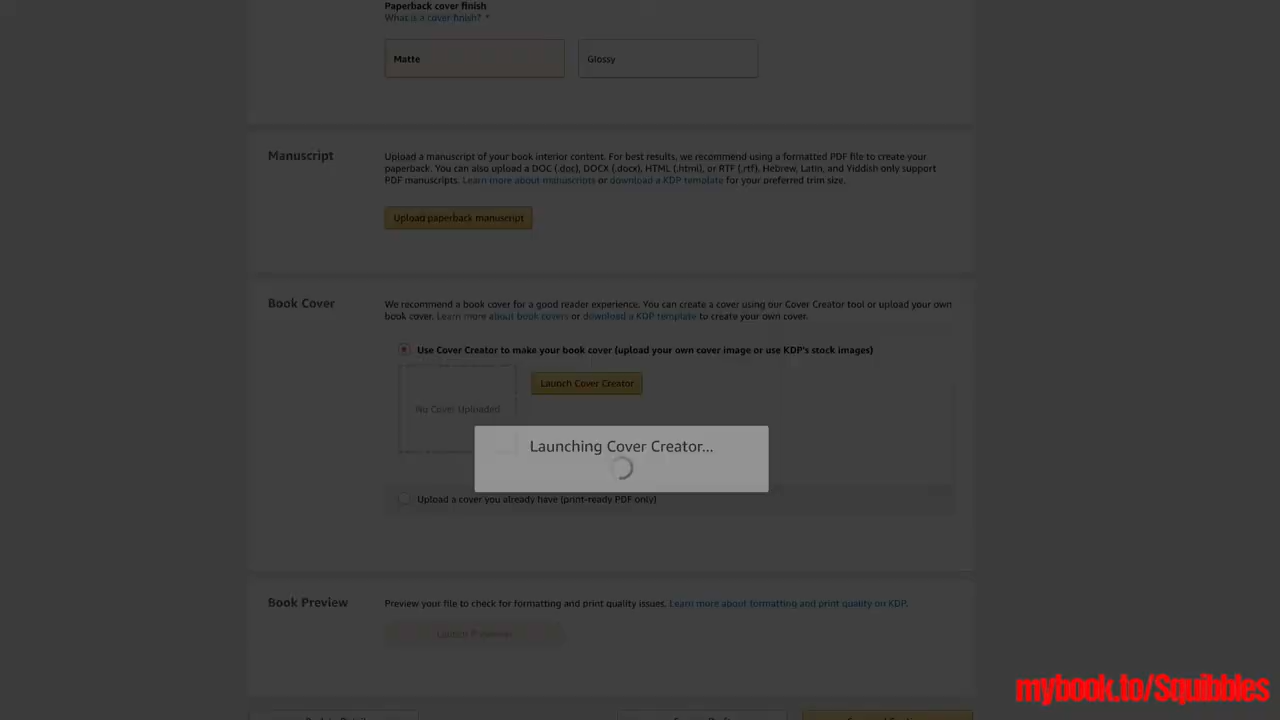 Paperback cover finish
What is a cover finish?
Matte
Glossy
Manuscript
Upload a manuscript of your book interior content. For best results, we recommend using a formatted PDF file to create your
paperback. You can also upload a DOC (.doc), DOCX (.docx), HTML (.html), or RTF (.rtf). Hebrew, Latin, and Yiddish only support
PDF manuscripts. Learn more about manuscripts or download a KDP template for your preferred trim size.
Upload paperback manuscript
Book Cover
We recommend a book cover for a good reader experience. You can create a cover using our Cover Creator tool or upload your own
book cover. Learn more about book covers or download a KDP template to create your own cover.
Use Cover Creator to make your book cover (upload your own cover image or use KDP's stock images)
Launch Cover Creator
No Cover Uploaded
Launching Cover Creator...
Upload a cover you already have (print-ready PDF only)
Book Preview
Preview your file to check for formatting and print quality issues. Learn more about formatting and print quality on KDP.
Launch Previewer
mybook.to/Squibbles